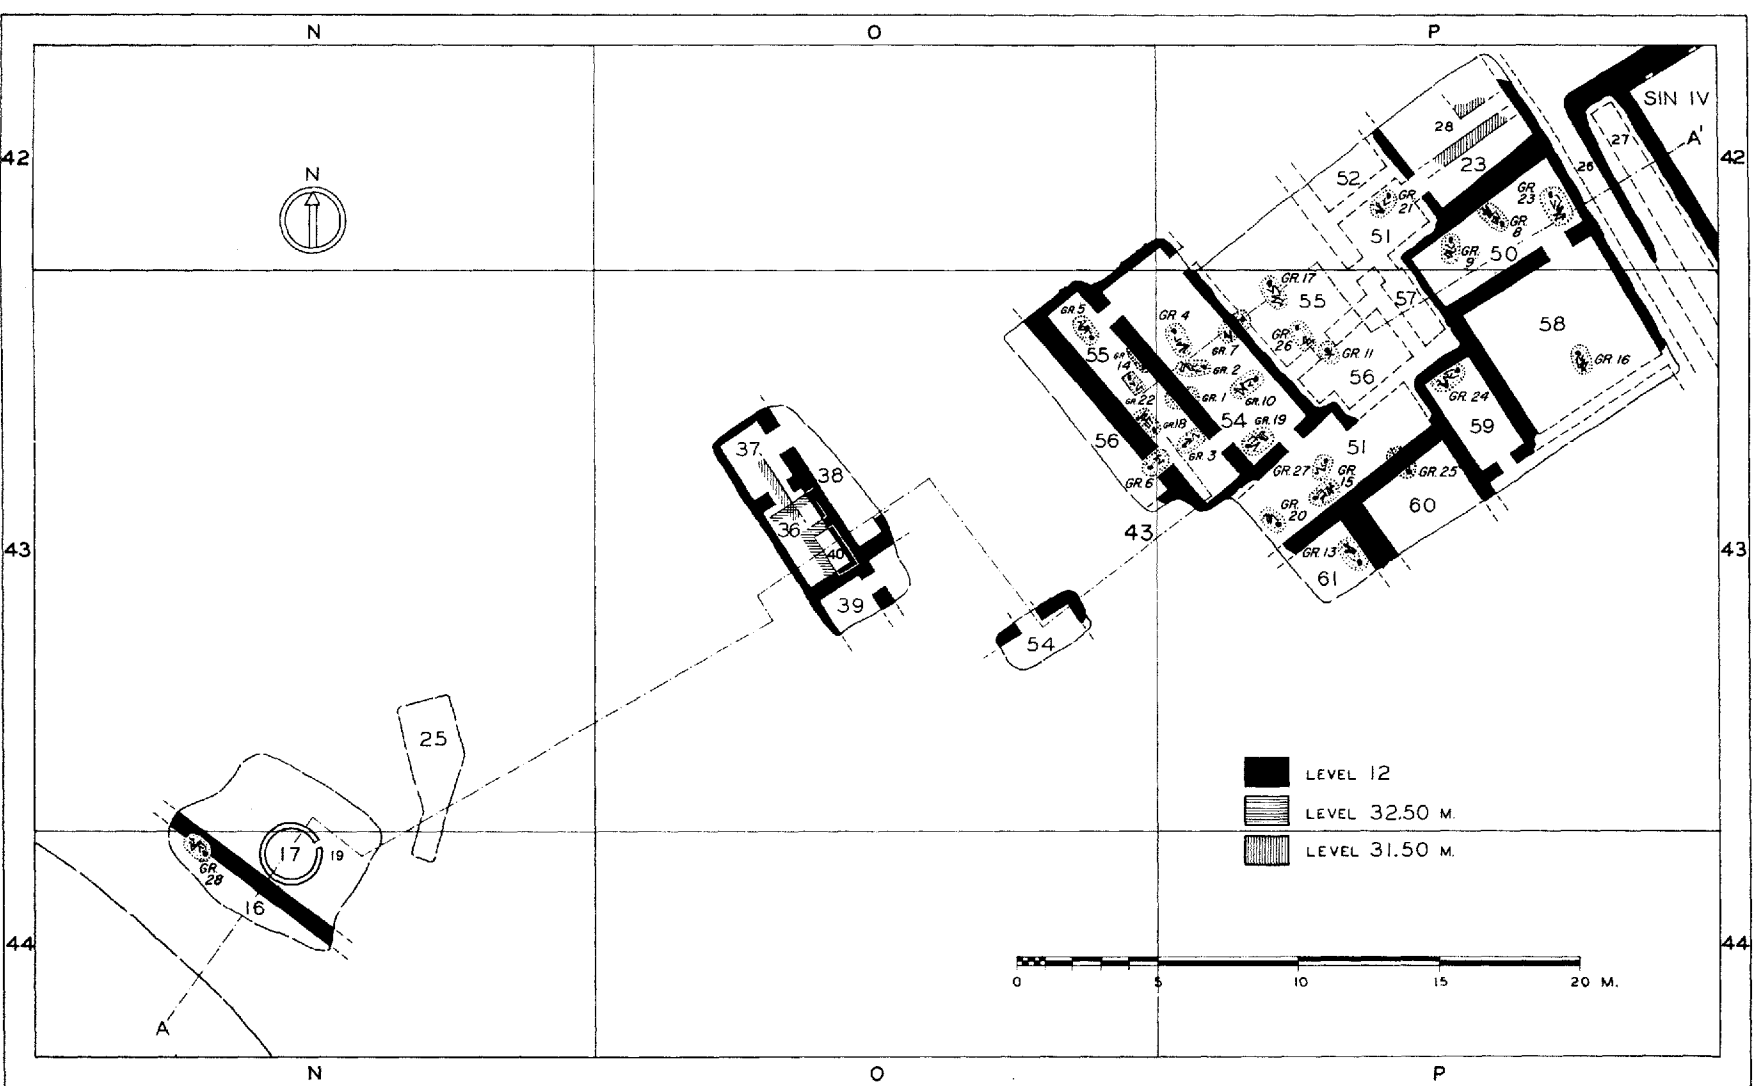 N O P
SIN IV
A'
42 42
N
28
27
26
23
52
GR. 21
GR. 23
GR. 8
51
50
GR. 9
GR. 17
55
57
GR. 5
GR. 4
58
GR. 26
GR. 7
GR. 11
55
GR. 14
GR. 2
GR 16
56
GR. 22
GR. 1
GR. 10
GR. 24
56
GR. 18
54
GR. 19
59
37
GR. 3
51
38
GR. 6
GR. 27
GR. 15
GR. 25
36
GR. 20
60
43
43 43
40
GR. 13
61
39
54
25
LEVEL 12
LEVEL 32.50 M.
LEVEL 31.50 M.
17
19
GR. 28
16
44 44
0 5 10 15 20 M.
A
N O P